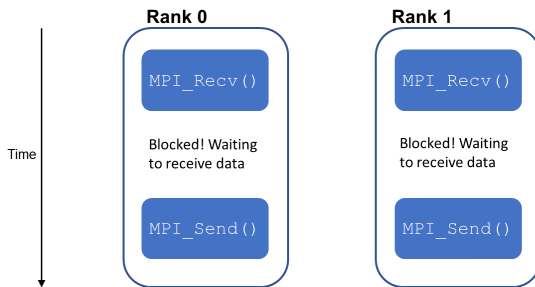 Rank 0
Rank 1
MPI_Recv()
MPI_Recv()
Time
Blocked! Waiting
to receive data
Blocked! Waiting
to receive data
MPI_Send()
MPI_Send()